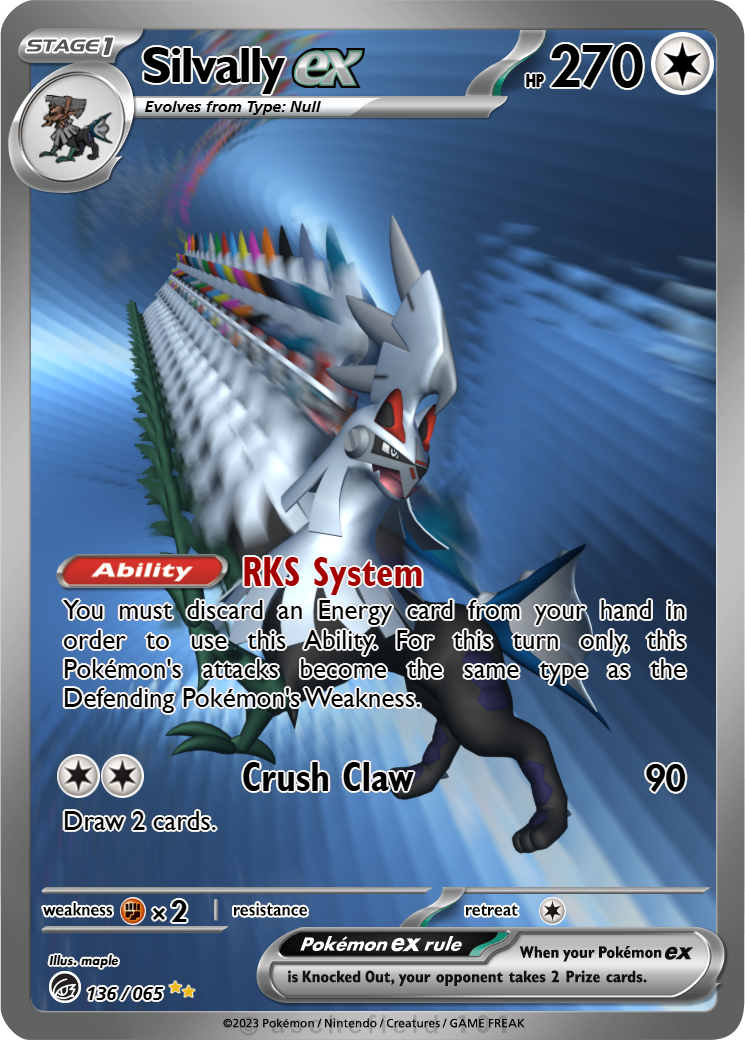 STAGE 1
Silvally ex
HP 270
Evolves from Type: Null
Ability RKS System
You must discard an Energy card from your hand in
order to use this Ability. For this turn only, this
Pokémon's attacks become the same type as the
Defending Pokémon's Weakness.
Crush Claw 90
Draw 2 cards.
weakness ×2 resistance retreat
Illus. maple
136/065
Pokémon ex rule
When your Pokémon ex
is Knocked Out, your opponent takes 2 Prize cards.
©2023 Pokémon / Nintendo / Creatures / GAME FREAK